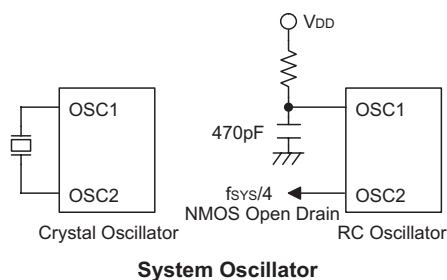 VDD
OSC1
OSC2
Crystal Oscillator
470pF
OSC1
fSYS/4
NMOS Open Drain
OSC2
RC Oscillator
System Oscillator